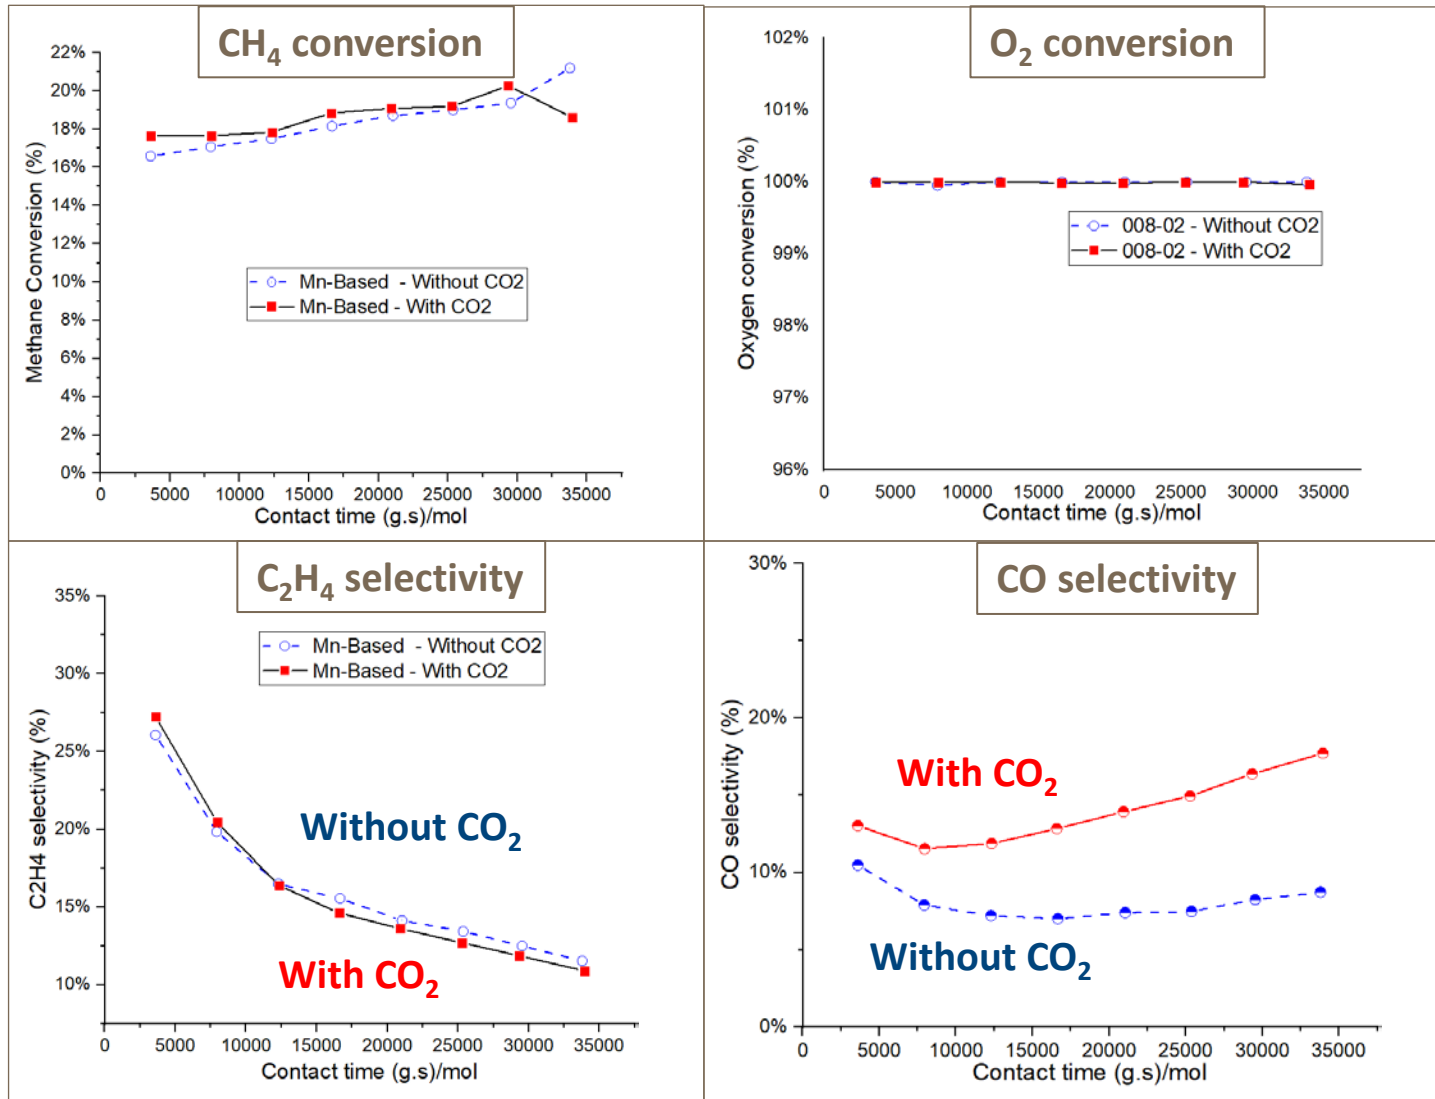 CH₄ conversion
22%
20%
18%
16%
14%
12%
10%
8%
6%
4%
2%
0%
Methane Conversion (%)
Mn-Based - Without CO2
Mn-Based - With CO2
0 5000 10000 15000 20000 25000 30000 35000
Contact time (g.s)/mol
O₂ conversion
102%
101%
100%
99%
98%
97%
96%
Oxygen conversion (%)
008-02 - Without CO2
008-02 - With CO2
0 5000 10000 15000 20000 25000 30000 35000
Contact time (g.s)/mol
C₂H₄ selectivity
35%
30%
25%
20%
15%
10%
C2H4 selectivity (%)
Mn-Based - Without CO2
Mn-Based - With CO2
Without CO₂
With CO₂
0 5000 10000 15000 20000 25000 30000 35000
Contact time (g.s)/mol
CO selectivity
30%
20%
10%
0%
CO selectivity (%)
With CO₂
Without CO₂
0 5000 10000 15000 20000 25000 30000 35000
Contact time (g.s)/mol